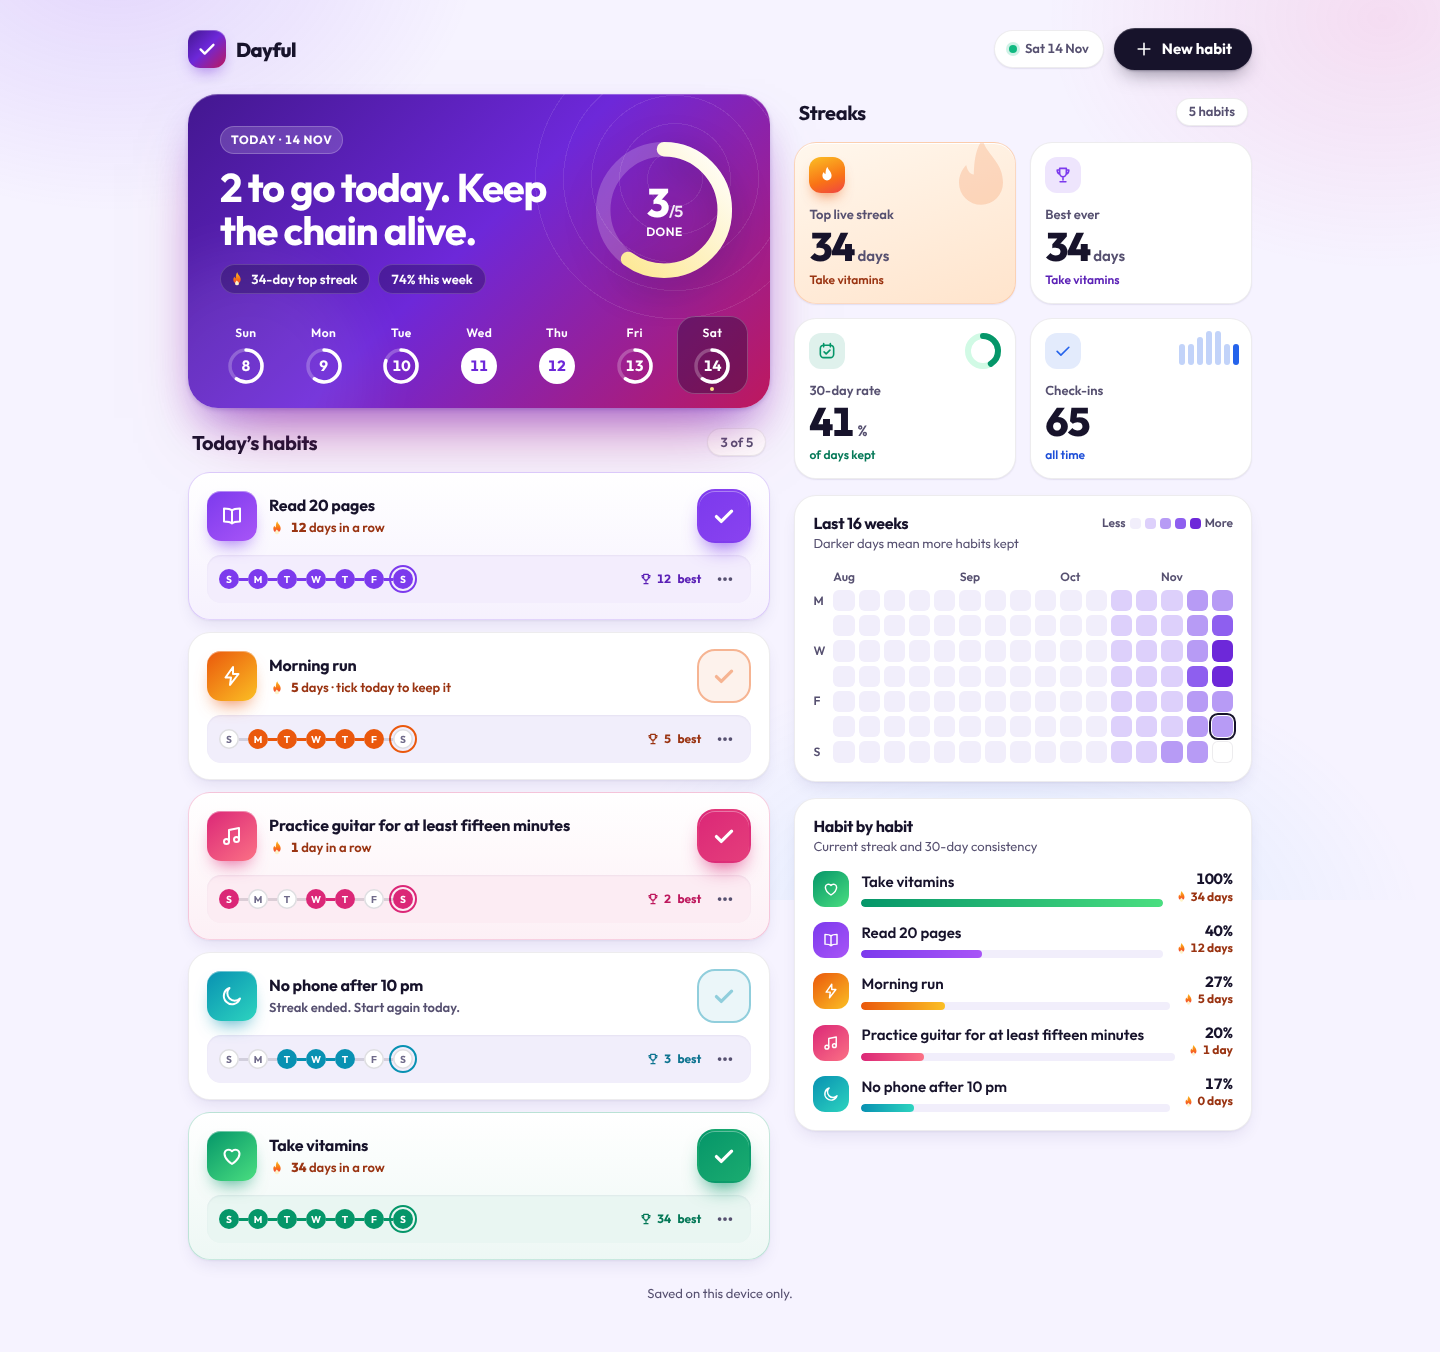 Dayful
Sat 14 Nov
New habit
TODAY · 14 NOV
2 to go today. Keep
the chain alive.
34-day top streak
74% this week
3/5
DONE
Sun Mon Tue Wed Thu Fri Sat
8 9 10 11 12 13 14
Today’s habits
3 of 5
Read 20 pages
12 days in a row
S M T W T F S
12 best
Morning run
5 days · tick today to keep it
S M T W T F S
5 best
Practice guitar for at least fifteen minutes
1 day in a row
S M T W T F S
2 best
No phone after 10 pm
Streak ended. Start again today.
S M T W T F S
3 best
Take vitamins
34 days in a row
S M T W T F S
34 best
Streaks
5 habits
Top live streak
34 days
Take vitamins
Best ever
34 days
Take vitamins
30-day rate
41 %
of days kept
Check-ins
65
all time
Last 16 weeks
Less More
Darker days mean more habits kept
Aug Sep Oct Nov
M
W
F
S
Habit by habit
Current streak and 30-day consistency
Take vitamins 100%
34 days
Read 20 pages 40%
12 days
Morning run 27%
5 days
Practice guitar for at least fifteen minutes 20%
1 day
No phone after 10 pm 17%
0 days
Saved on this device only.